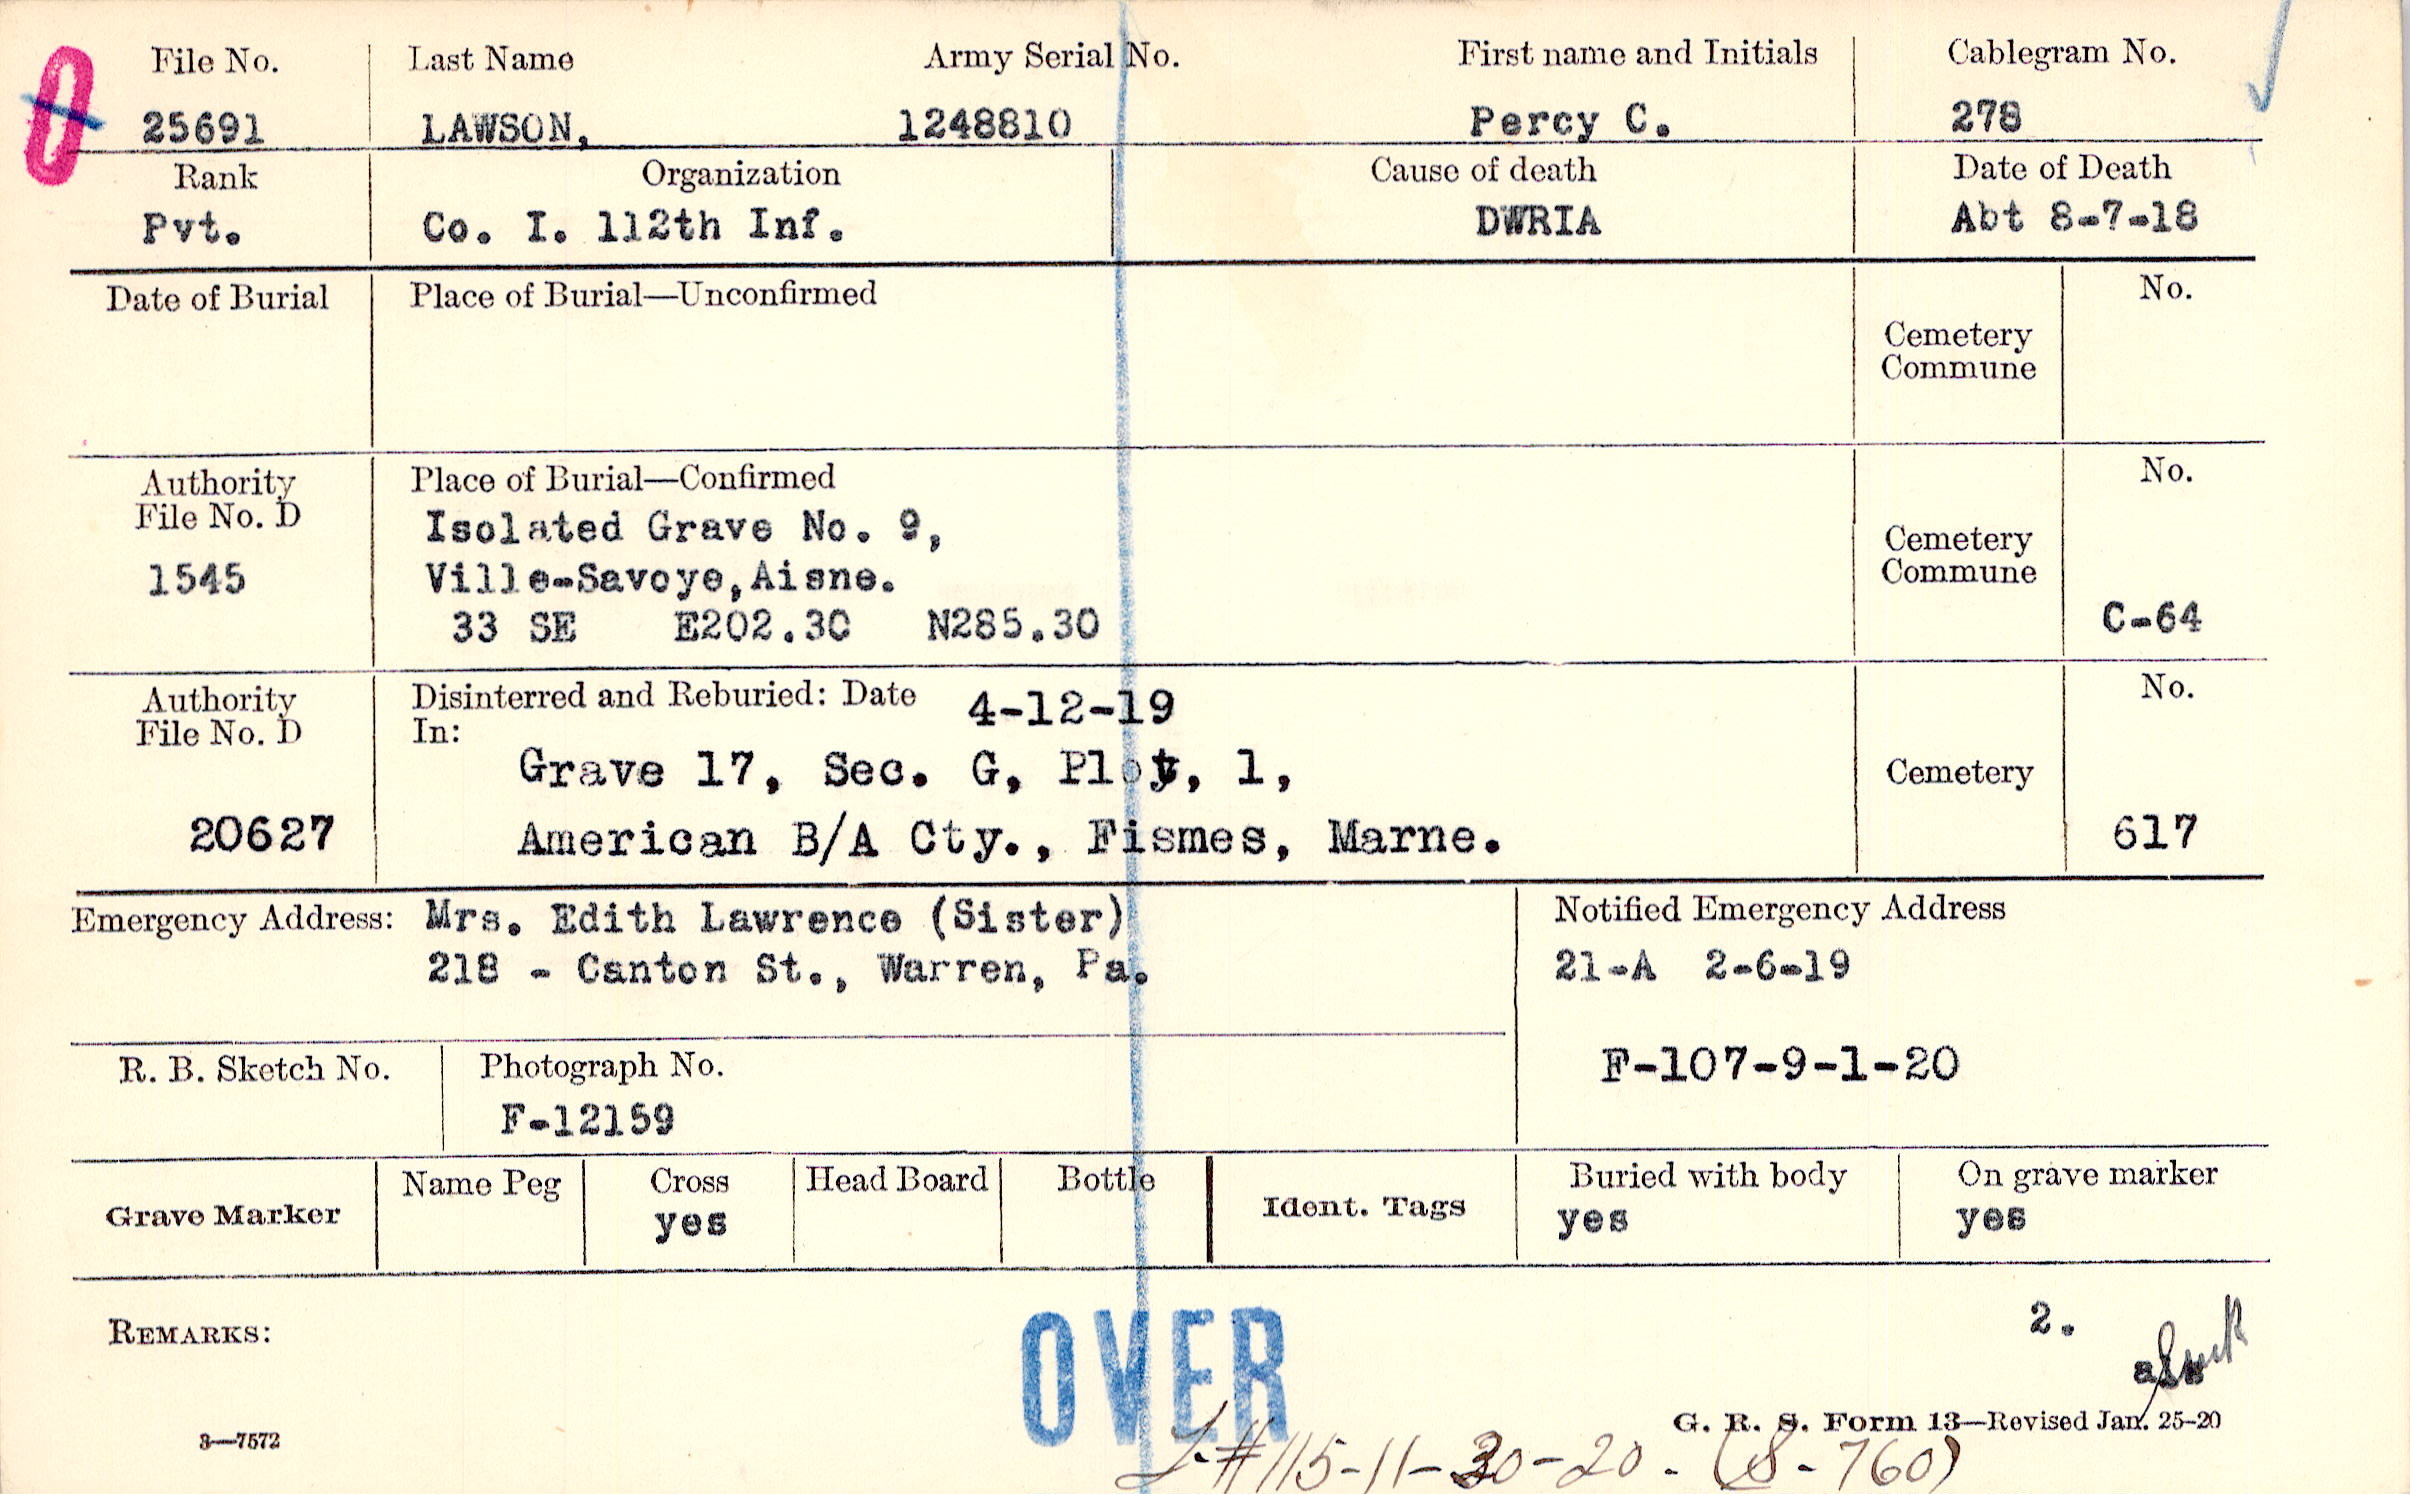 File No. Last Name Army Serial No. First name and Initials Cablegram No.
25691 LAWSON, 1248810 Percy C. 278
Rank Organization Cause of death Date of Death
Pvt. Co. I. 112th Inf. DWRIA Abt 8-7-18
Date of Burial Place of Burial—Unconfirmed No.
Cemetery
Commune
Authority Place of Burial—Confirmed No.
File No. D Isolated Grave No. 9,
Cemetery
1545 Ville-Savoye,Aisne. Commune
33 SE E202.30 N285.30 C-64
Authority Disinterred and Reburied: Date 4-12-19 No.
File No. D In:
Grave 17, Sec. G, Plot, 1, Cemetery
20627 American B/A Cty., Fismes, Marne. 617
Emergency Address: Mrs. Edith Lawrence (Sister) Notified Emergency Address
218 - Canton St., Warren, Pa. 21-A 2-6-19
R. B. Sketch No. Photograph No. F-107-9-1-20
F-12159
Grave Marker Name Peg Cross Head Board Bottle Ident. Tags Buried with body On grave marker
yes yes yes
REMARKS: 2.
OVER
3—7572 G. R. S. Form 13—Revised Jan. 25-20
L-#115-11-30-20. (S-760)